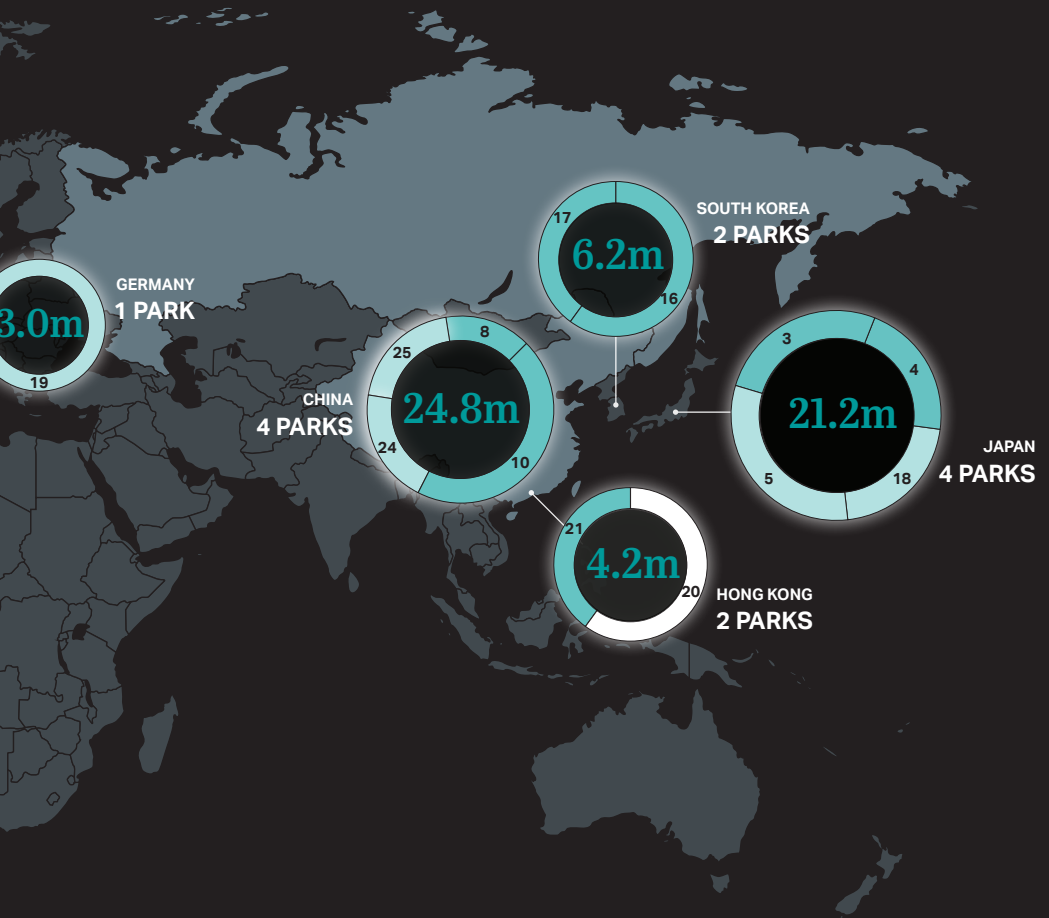 17
6.2m
16
SOUTH KOREA
2 PARKS
3.0m
19
GERMANY
1 PARK
8
25
24.8m
24
10
CHINA
4 PARKS
3
4
21.2m
5
18
JAPAN
4 PARKS
21
4.2m
20
HONG KONG
2 PARKS